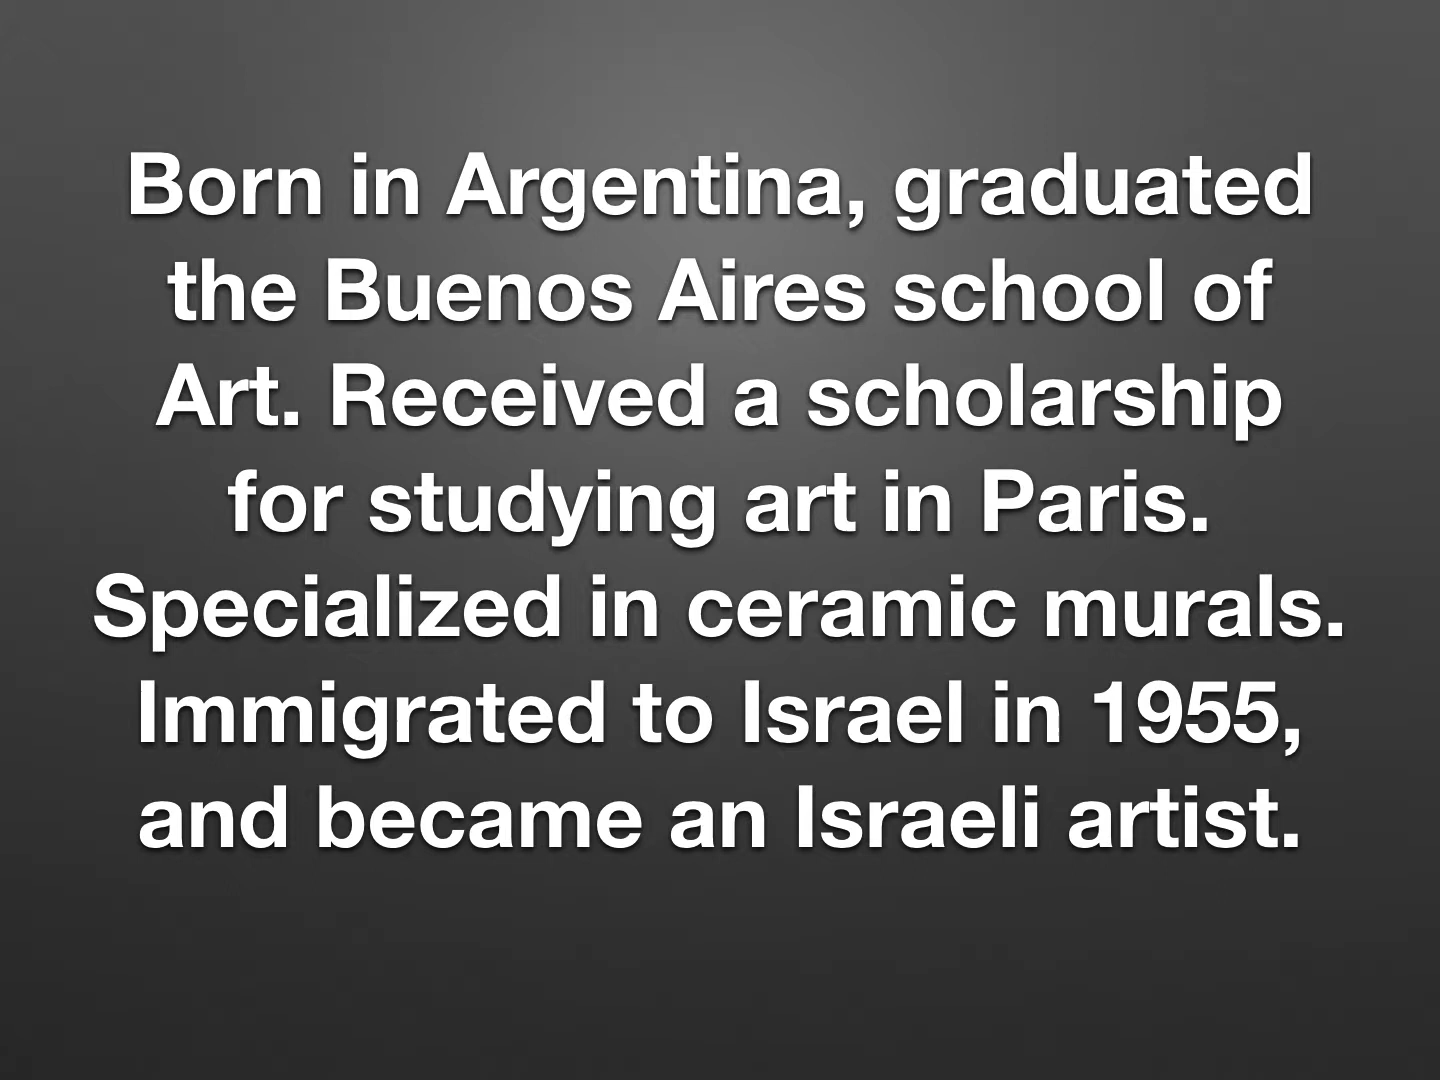 Born in Argentina, graduated
the Buenos Aires school of
Art. Received a scholarship
for studying art in Paris.
Specialized in ceramic murals.
Immigrated to Israel in 1955,
and became an Israeli artist.